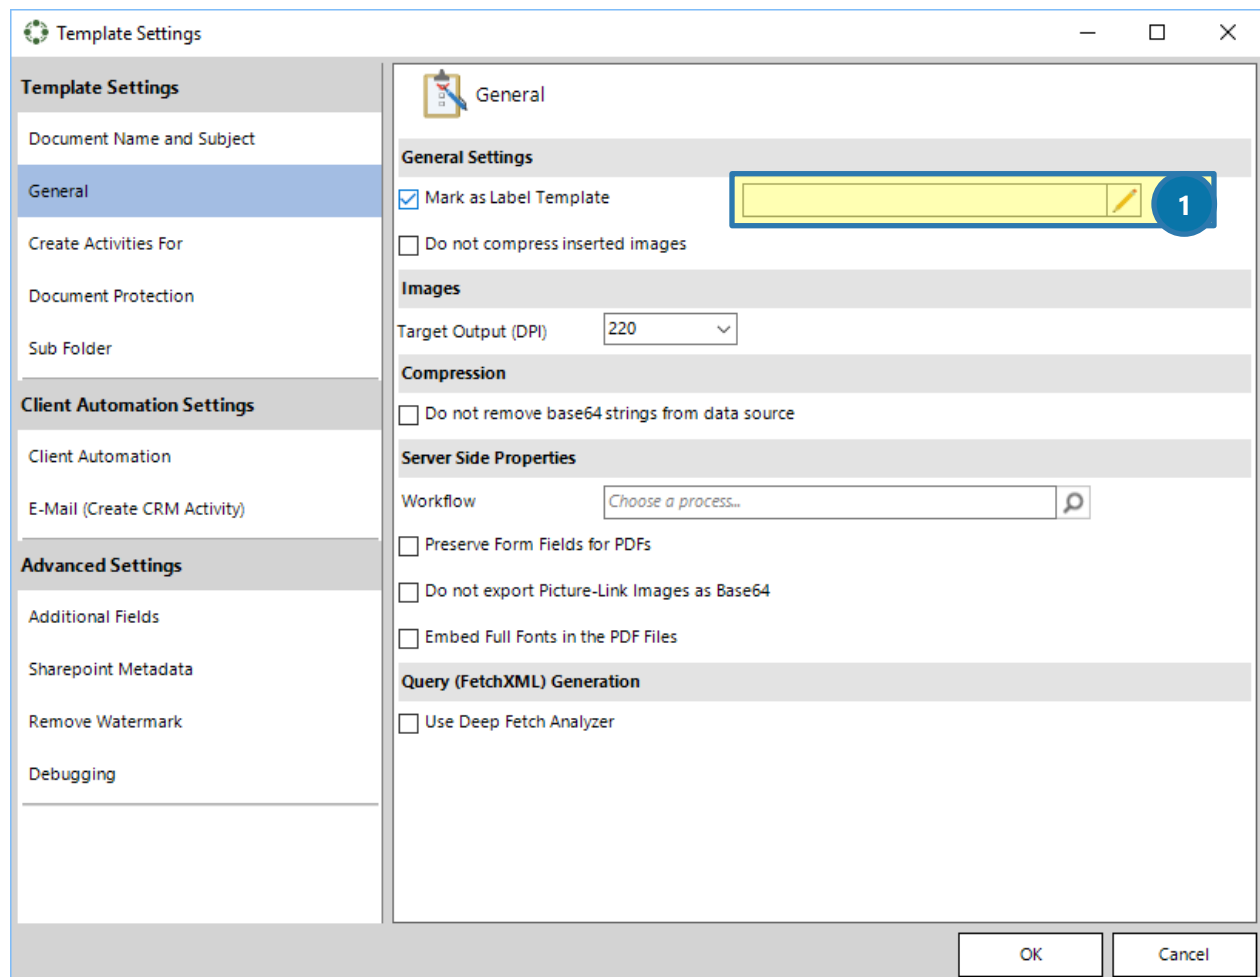 Template Settings
Template Settings
Document Name and Subject
General
Create Activities For
Document Protection
Sub Folder
Client Automation Settings
Client Automation
E-Mail (Create CRM Activity)
Advanced Settings
Additional Fields
Sharepoint Metadata
Remove Watermark
Debugging
General
General Settings
Mark as Label Template
1
Do not compress inserted images
Images
Target Output (DPI) 220
Compression
Do not remove base64 strings from data source
Server Side Properties
Workflow Choose a process...
Preserve Form Fields for PDFs
Do not export Picture-Link Images as Base64
Embed Full Fonts in the PDF Files
Query (FetchXML) Generation
Use Deep Fetch Analyzer
OK Cancel